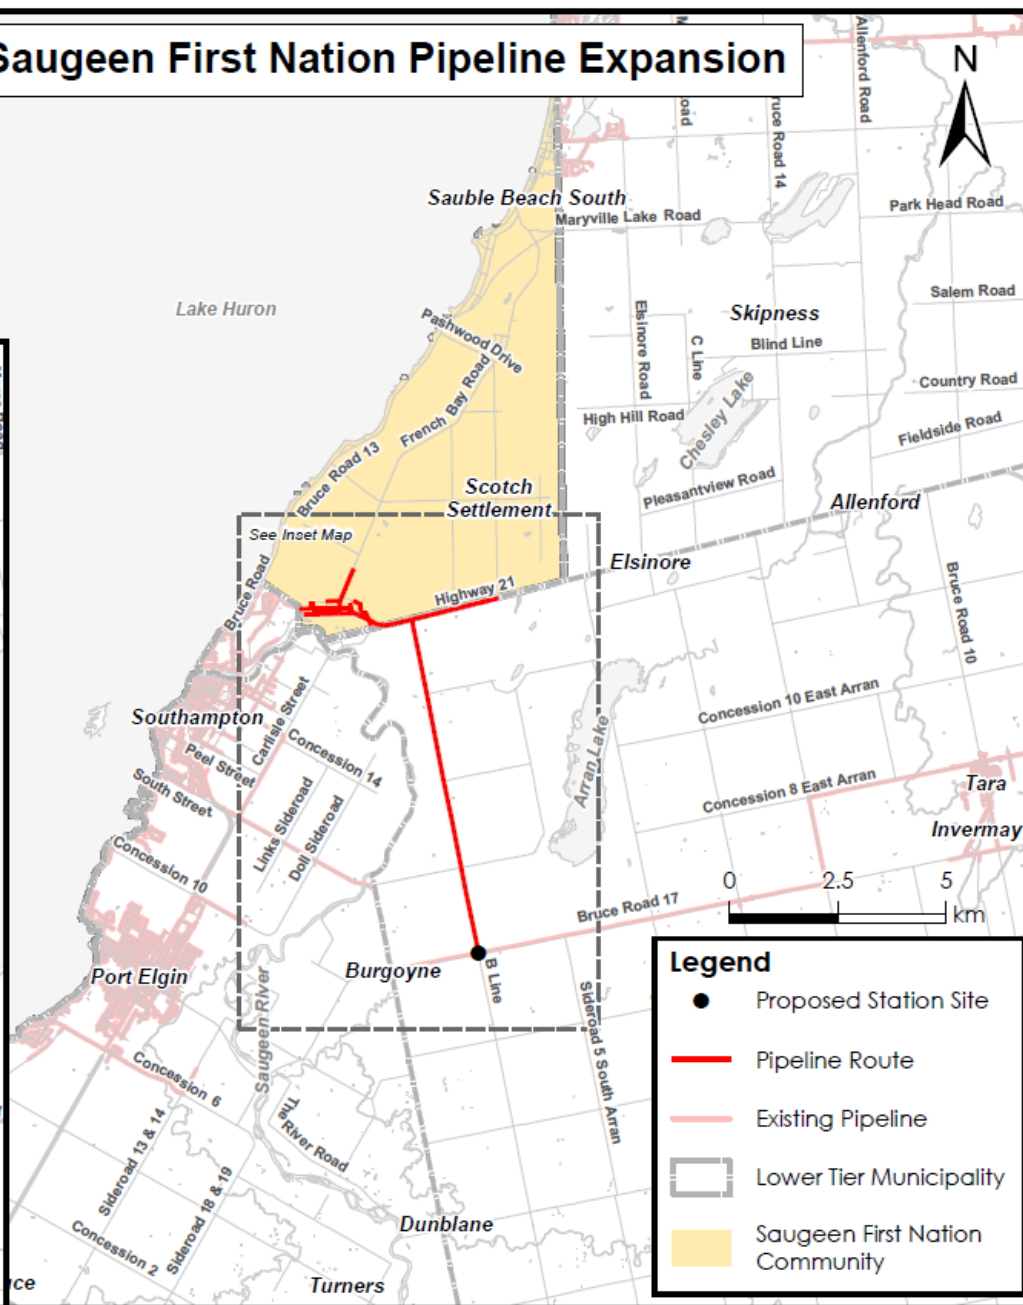 Saugeen First Nation Pipeline Expansion
N
Allenford Road
Bruce Road 14
Road
Sauble Beach South
Maryville Lake Road
Park Head Road
Lake Huron
Salem Road
Skipness
Pashwood Drive
Elsinore Road
C Line
Blind Line
Country Road
French Bay Road
High Hill Road
Chesley Lake
Fieldside Road
Bruce Road 13
Scotch
Settlement
Pleasantview Road
Allenford
See Inset Map
Elsinore
Bruce Road
Highway 21
Bruce Road 10
Concession 10 East Arran
Southampton
Carlisle Street
Concession 14
Peel Street
South Street
Arran Lake
Links Sideroad
Doll Sideroad
Concession 8 East Arran
Tara
Invermay
Concession 10
0 2.5 5
km
Bruce Road 17
Burgoyne
B Line
Port Elgin
Saugeen River
Sideroad 5 South Arran
Concession 6
The
River Road
Sideroad 13 & 14
Sideroad 18 & 19
Concession 2
Dunblane
Turners
Legend
Proposed Station Site
Pipeline Route
Existing Pipeline
Lower Tier Municipality
Saugeen First Nation
Community